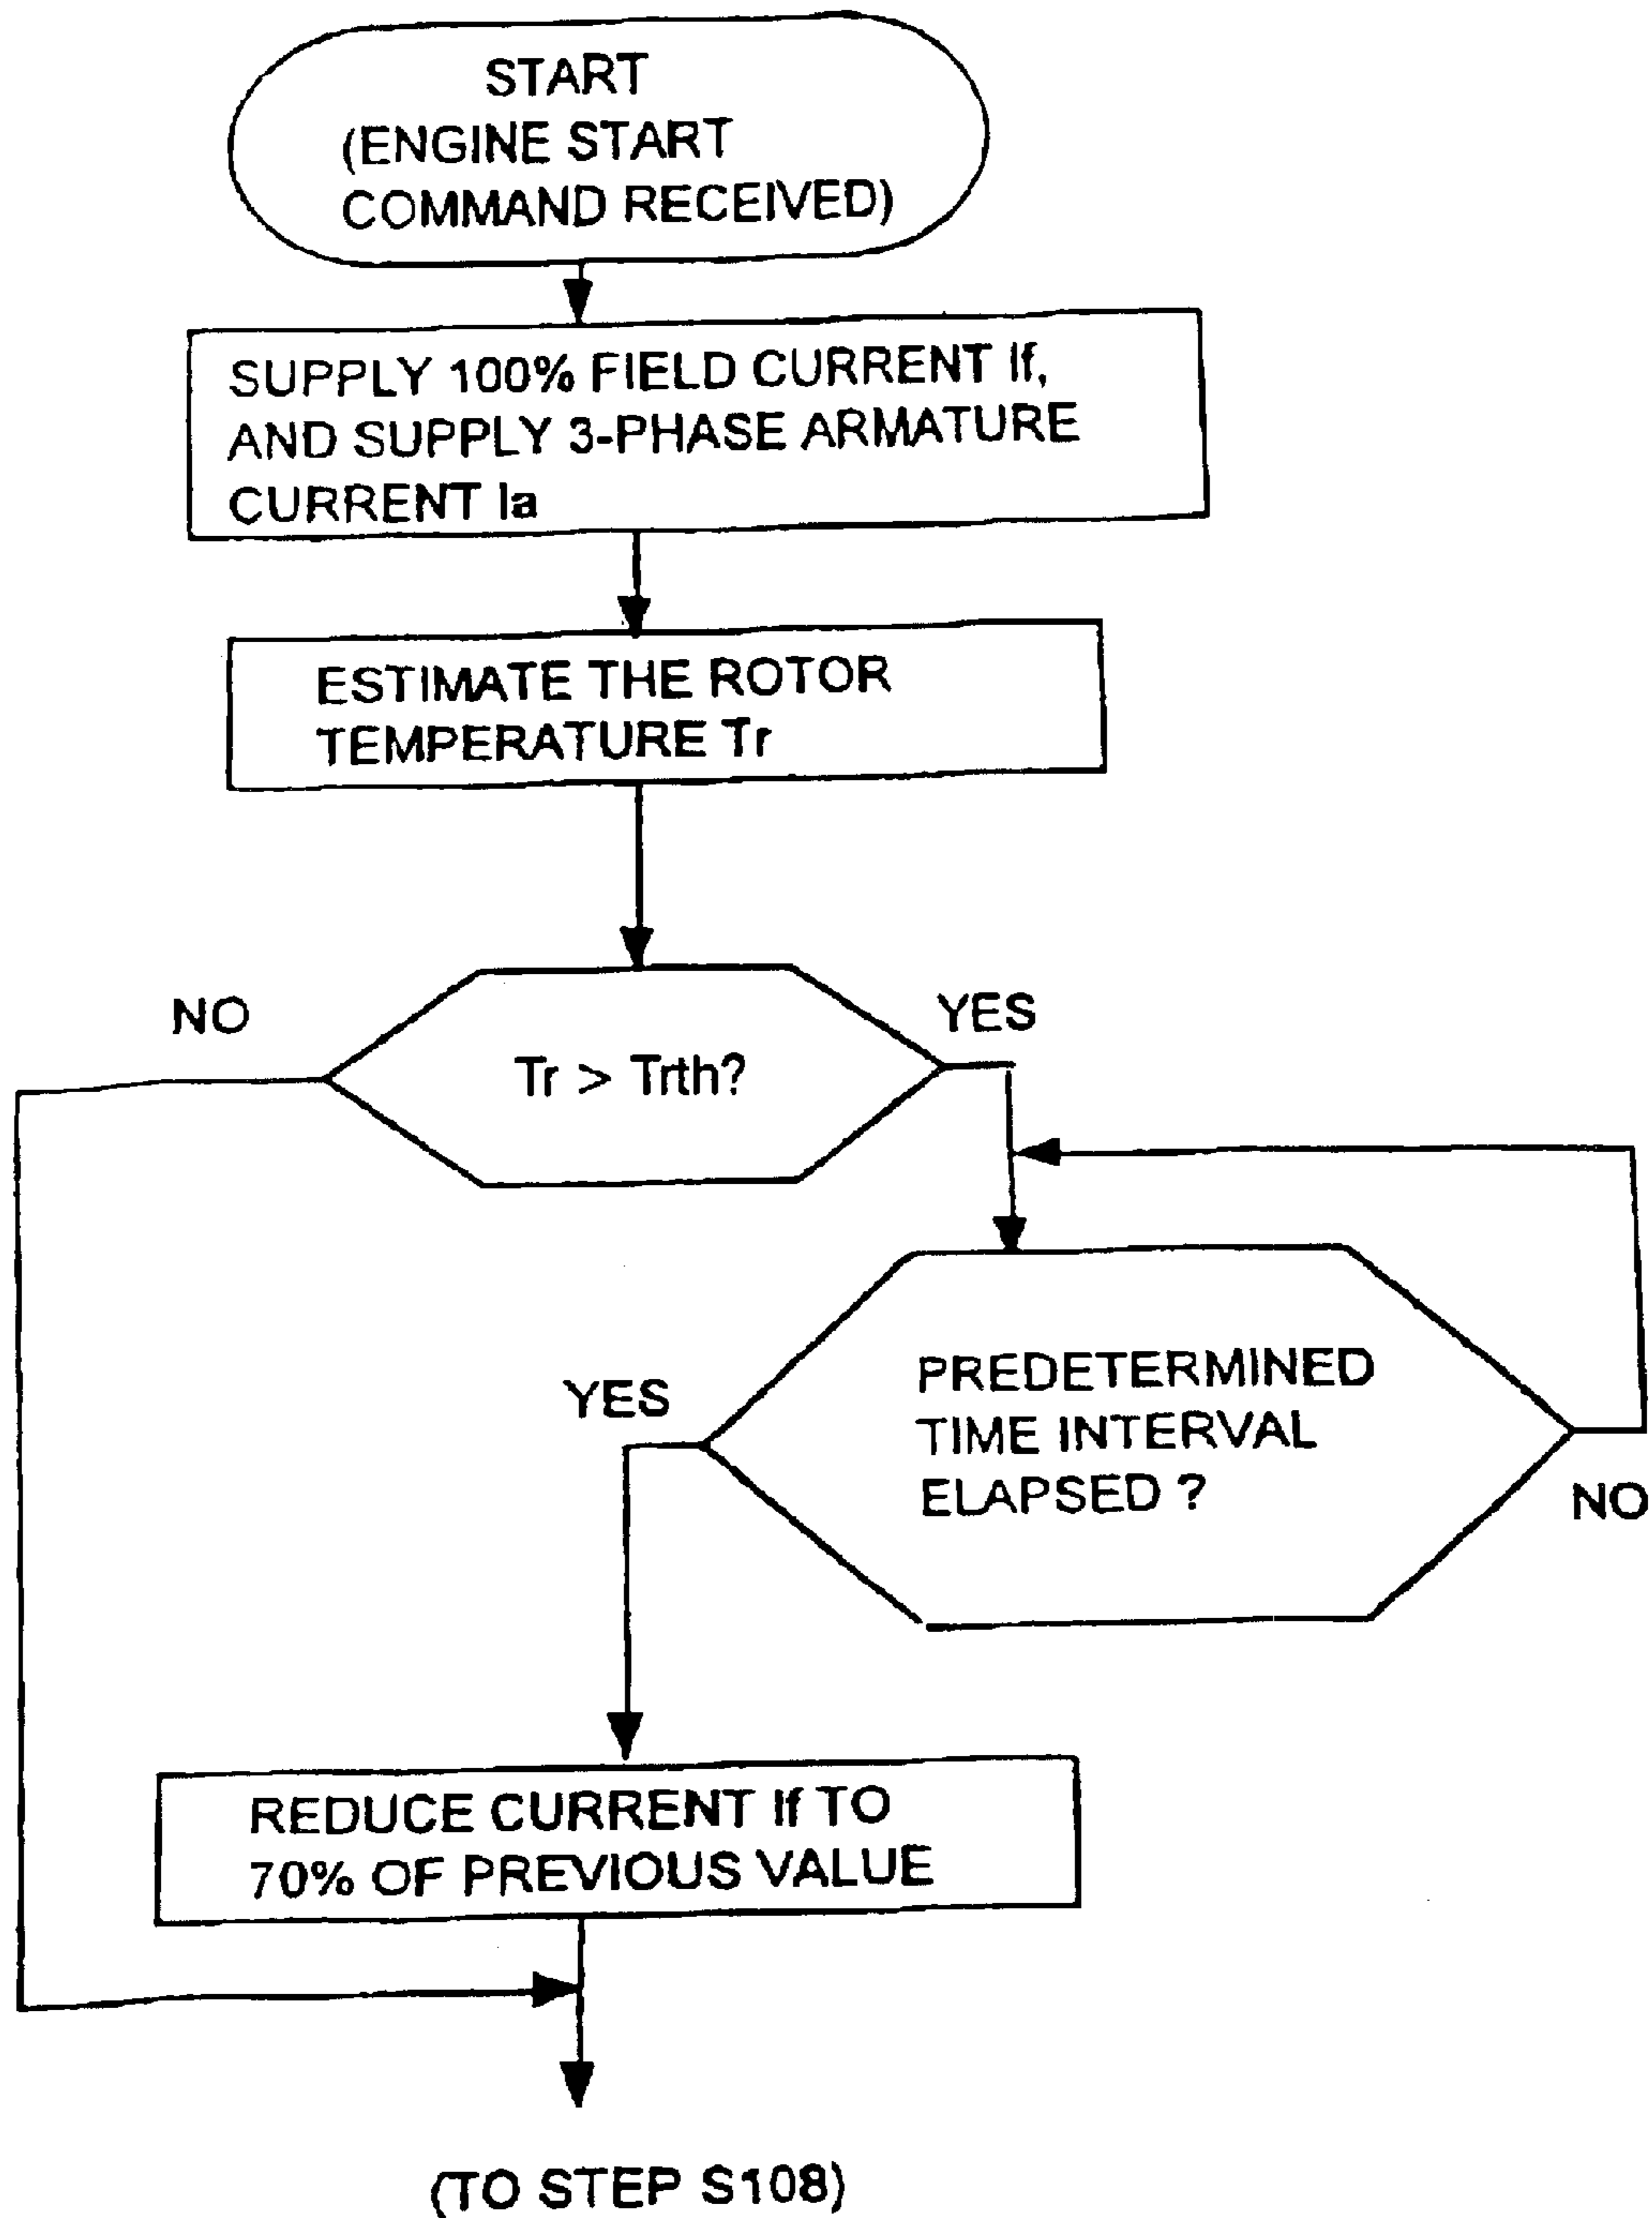 START
(ENGINE START
COMMAND RECEIVED)
SUPPLY 100% FIELD CURRENT If,
AND SUPPLY 3-PHASE ARMATURE
CURRENT Ia
ESTIMATE THE ROTOR
TEMPERATURE Tr
NO
YES
Tr > Trth?
YES
PREDETERMINED
TIME INTERVAL
ELAPSED ?
NO
REDUCE CURRENT If TO
70% OF PREVIOUS VALUE
(TO STEP S108)